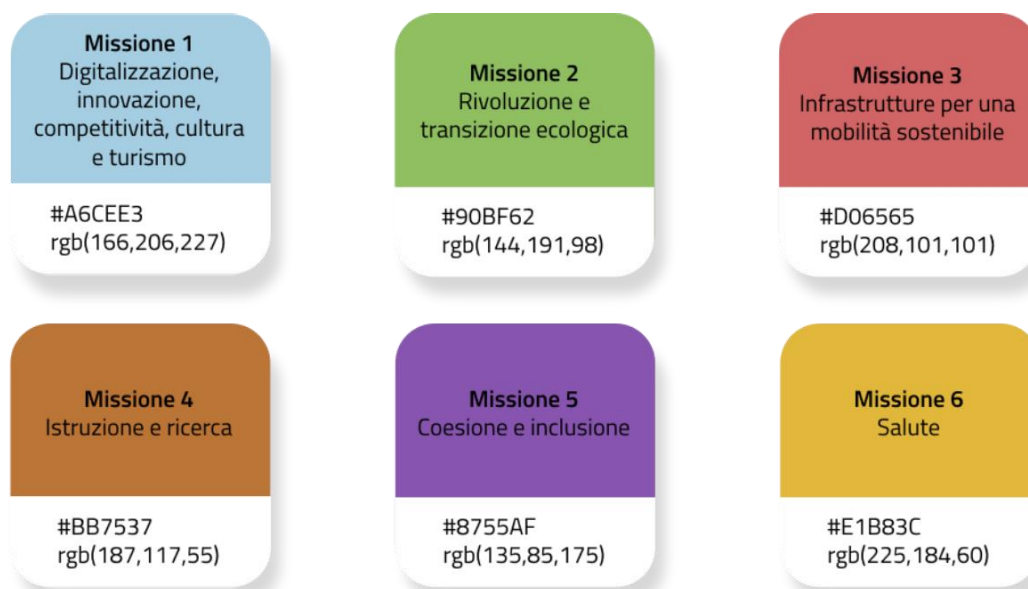 Missione 1
Digitalizzazione,
innovazione,
competitività, cultura
e turismo
#A6CEE3
rgb(166,206,227)
Missione 2
Rivoluzione e
transizione ecologica
#90BF62
rgb(144,191,98)
Missione 3
Infrastrutture per una
mobilità sostenibile
#D06565
rgb(208,101,101)
Missione 4
Istruzione e ricerca
#BB7537
rgb(187,117,55)
Missione 5
Coesione e inclusione
#8755AF
rgb(135,85,175)
Missione 6
Salute
#E1B83C
rgb(225,184,60)